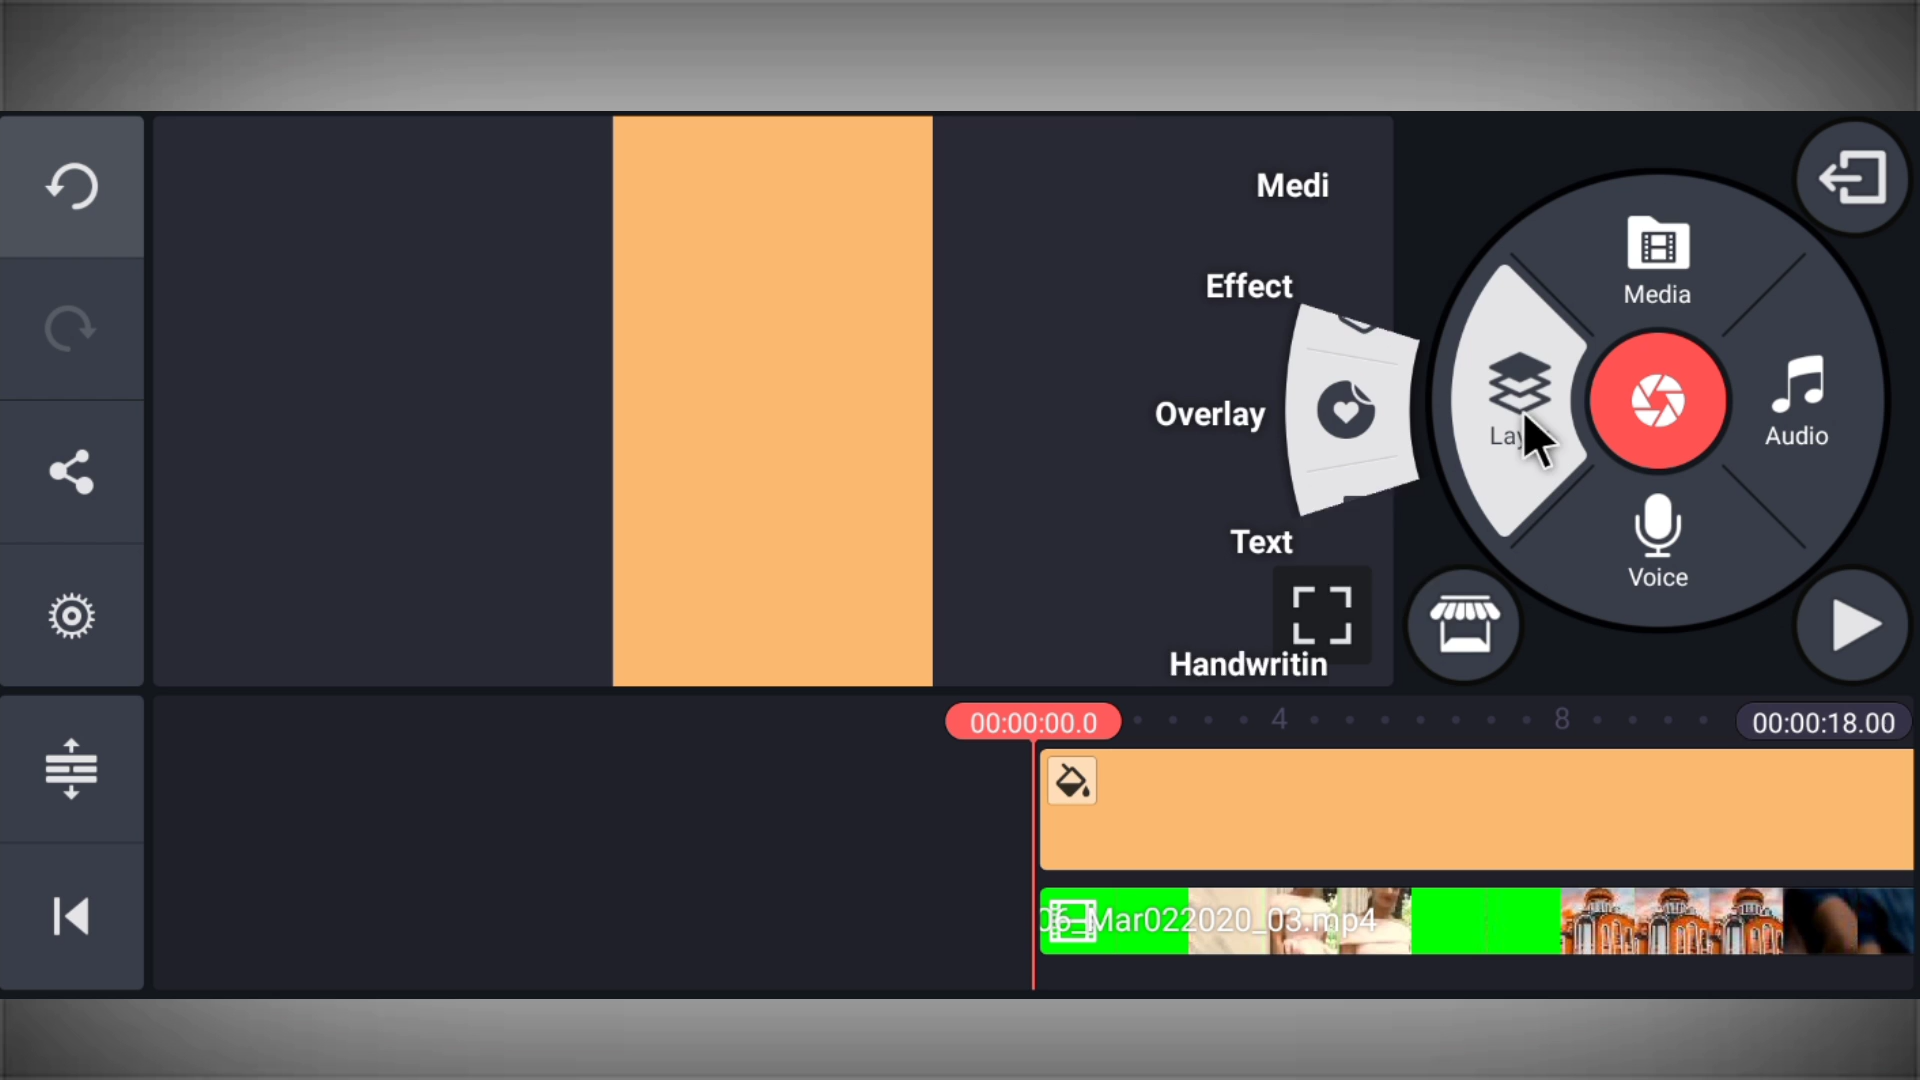 Medi
Effect
Overlay
Text
Handwritin
Media
Audio
Voice
00:00:00.0
4
8
00:00:18.00
06_Mar022020_03.mp4